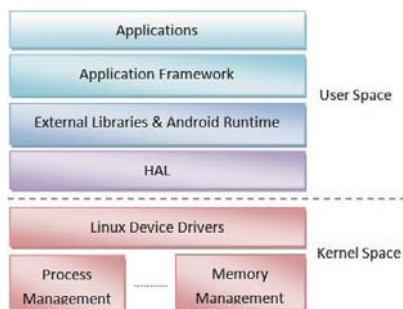 Applications
Application Framework
User Space
External Libraries & Android Runtime
HAL
Linux Device Drivers
Kernel Space
Process
Management
Memory
Management